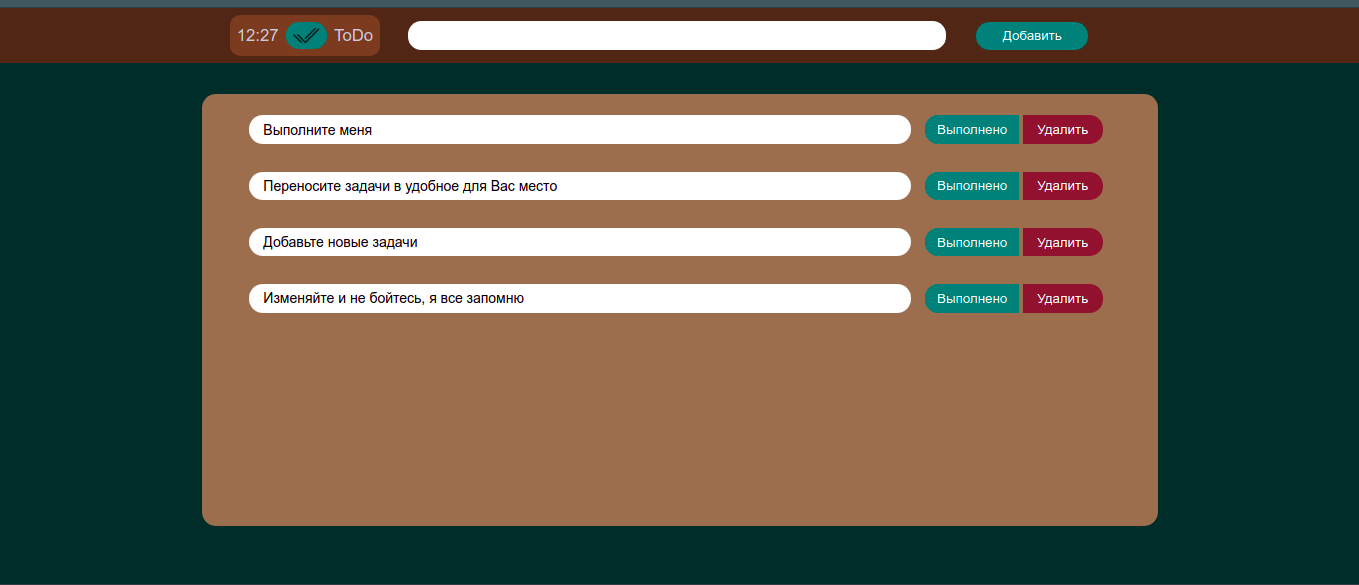 12:27 ToDo Добавить
Выполните меня Выполнено Удалить
Переносите задачи в удобное для Вас место Выполнено Удалить
Добавьте новые задачи Выполнено Удалить
Изменяйте и не бойтесь, я все запомню Выполнено Удалить